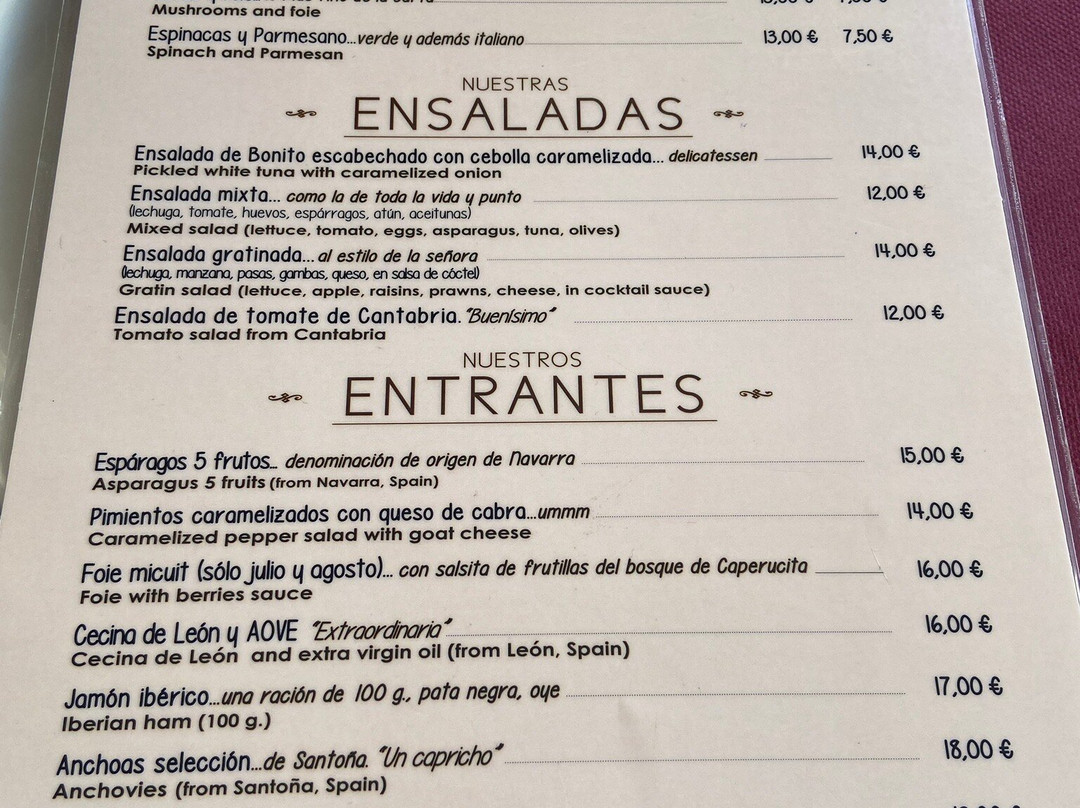 Mushrooms and foie
Espinacas y Parmesano...verde y además italiano 13,00 € 7,50 €
Spinach and Parmesan
NUESTRAS
ENSALADAS
Ensalada de Bonito escabechado con cebolla caramelizada... delicatessen 14,00 €
Pickled white tuna with caramelized onion
Ensalada mixta... como la de toda la vida y punto 12,00 €
(lechuga, tomate, huevos, espárragos, atún, aceitunas)
Mixed salad (lettuce, tomato, eggs, asparagus, tuna, olives)
Ensalada gratinada... al estilo de la señora 14,00 €
(lechuga, manzana, pasas, gambas, queso, en salsa de cóctel)
Gratin salad (lettuce, apple, raisins, prawns, cheese, in cocktail sauce)
Ensalada de tomate de Cantabria. "Buenísimo" 12,00 €
Tomato salad from Cantabria
NUESTROS
ENTRANTES
Espáragos 5 frutos... denominación de origen de Navarra 15,00 €
Asparagus 5 fruits (from Navarra, Spain)
Pimientos caramelizados con queso de cabra...ummm 14,00 €
Caramelized pepper salad with goat cheese
Foie micuit (sólo julio y agosto)... con salsita de frutillas del bosque de Caperucita 16,00 €
Foie with berries sauce
Cecina de León y AOVE "Extraordinaria" 16,00 €
Cecina de León and extra virgin oil (from León, Spain)
Jamón ibérico...una ración de 100 g., pata negra, oye 17,00 €
Iberian ham (100 g.)
Anchoas selección...de Santoña. "Un capricho" 18,00 €
Anchovies (from Santoña, Spain)